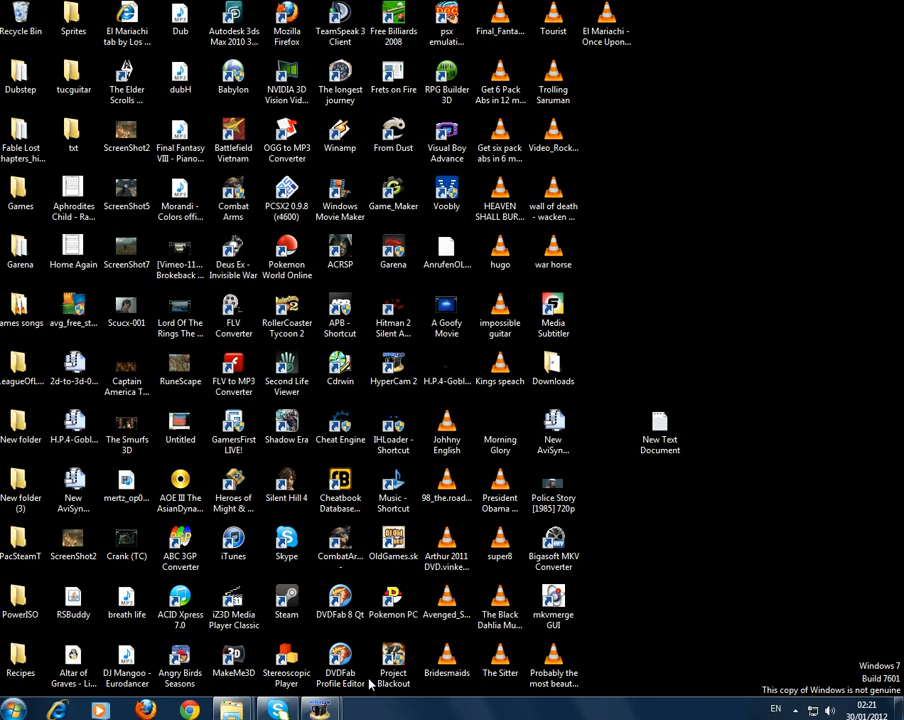 Recycle Bin
Sprites
El Mariachi
tab by Los ...
Dub
Autodesk 3ds
Max 2010 3...
Mozilla
Firefox
TeamSpeak 3
Client
Free Billiards
2008
psx
emulati...
Final_Fanta...
Tourist
El Mariachi -
Once Upon...
Dubstep
tucguitar
The Elder
Scrolls ...
dubH
Babylon
NVIDIA 3D
Vision Vid...
The longest
journey
Frets on Fire
RPG Builder
3D
Get 6 Pack
Abs in 12 m...
Trolling
Saruman
Fable Lost
chapters_hi...
txt
ScreenShot2
Final Fantasy
VIII - Piano...
Battlefield
Vietnam
OGG to MP3
Converter
Winamp
From Dust
Visual Boy
Advance
Get six pack
abs in 6 m...
Video_Rock...
Games
Aphrodites
Child - Ra...
ScreenShot5
Morandi -
Colors offi...
Combat
Arms
PCSX2 0.9.8
(r4600)
Windows
Movie Maker
Game_Maker
Voobly
HEAVEN
SHALL BUR...
wall of death
- wacken ...
Garena
Home Again
ScreenShot7
[Vimeo-11...
Brokeback ...
Deus Ex -
Invisible War
Pokemon
World Online
ACRSP
Garena
AnrufenOL...
hugo
war horse
ames songs
avg_free_st...
Scucx-001
Lord Of The
Rings The ...
FLV
Converter
RollerCoaster
Tycoon 2
APB -
Shortcut
Hitman 2
Silent A...
A Goofy
Movie
impossible
guitar
Media
Subtitler
LeagueOfL...
2d-to-3d-0...
Captain
America T...
RuneScape
FLV to MP3
Converter
Second Life
Viewer
Cdrwin
HyperCam 2
H.P.4-Gobl...
Kings speach
Downloads
New folder
H.P.4-Gobl...
The Smurfs
3D
Untitled
GamersFirst
LIVE!
Shadow Era
Cheat Engine
IHLoader -
Shortcut
Johhny
English
Morning
Glory
New
AviSyn...
New Text
Document
New folder
(3)
New
AviSyn...
mertz_op0...
AOE III The
AsianDyna...
Heroes of
Might & ...
Silent Hill 4
Cheatbook
Database...
Music -
Shortcut
98_the.road...
President
Obama ...
Police Story
[1985] 720p
PacSteamT
ScreenShot2
Crank (TC)
ABC 3GP
Converter
iTunes
Skype
CombatAr...
-
OldGames.sk
Arthur 2011
DVD.vinke...
super8
Bigasoft MKV
Converter
PowerISO
RSBuddy
breath life
ACID Xpress
7.0
iZ3D Media
Player Classic
Steam
DVDFab 8 Qt
Pokemon PC
Avenged_S...
The Black
Dahlia Mu...
mkvmerge
GUI
Recipes
Altar of
Graves - Li...
DJ Mangoo -
Eurodancer
Angry Birds
Seasons
MakeMe3D
Stereoscopic
Player
DVDFab
Profile Editor
Project
Blackout
Bridesmaids
The Sitter
Probably the
most beaut...
Windows 7
Build 7601
This copy of Windows is not genuine
EN
02:21
30/01/2012